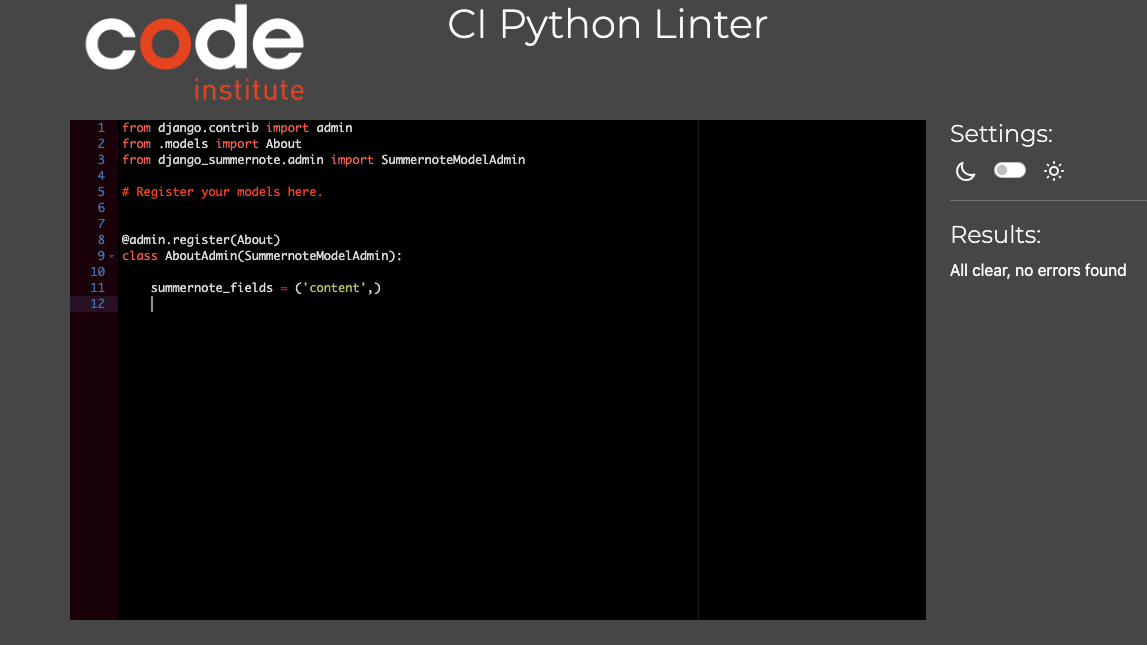 code
institute
CI Python Linter
1 from django.contrib import admin
2 from .models import About
3 from django_summernote.admin import SummernoteModelAdmin
4
5 # Register your models here.
6
7
8 @admin.register(About)
9 class AboutAdmin(SummernoteModelAdmin):
10
11     summernote_fields = ('content',)
12
Settings:
Results:
All clear, no errors found